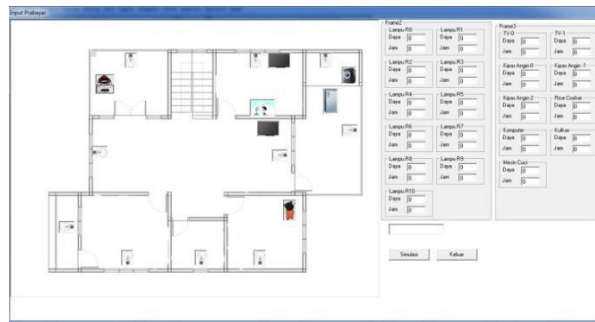 Input Prabayar
Frame2
Lampu R0
Daya 0
Jam 0
Lampu R1
Daya 0
Jam 0
Lampu R2
Daya 0
Jam 0
Lampu R3
Daya 0
Jam 0
Lampu R4
Daya 0
Jam 0
Lampu R5
Daya 0
Jam 0
Lampu R6
Daya 0
Jam 0
Lampu R7
Daya 0
Jam 0
Lampu R8
Daya 0
Jam 0
Lampu R9
Daya 0
Jam 0
Lampu R10
Daya 0
Jam 0
Frame3
TV-0
Daya 0
Jam 0
TV-1
Daya 0
Jam 0
Kipas Angin-0
Daya 0
Jam 0
Kipas Angin -1
Daya 0
Jam 0
Kipas Angin-2
Daya 0
Jam 0
Rice Cooker
Daya 0
Jam 0
Komputer
Daya 0
Jam 0
Kulkas
Daya 0
Jam 0
Mesin Cuci
Daya 0
Jam 0
Simulasi
Keluar